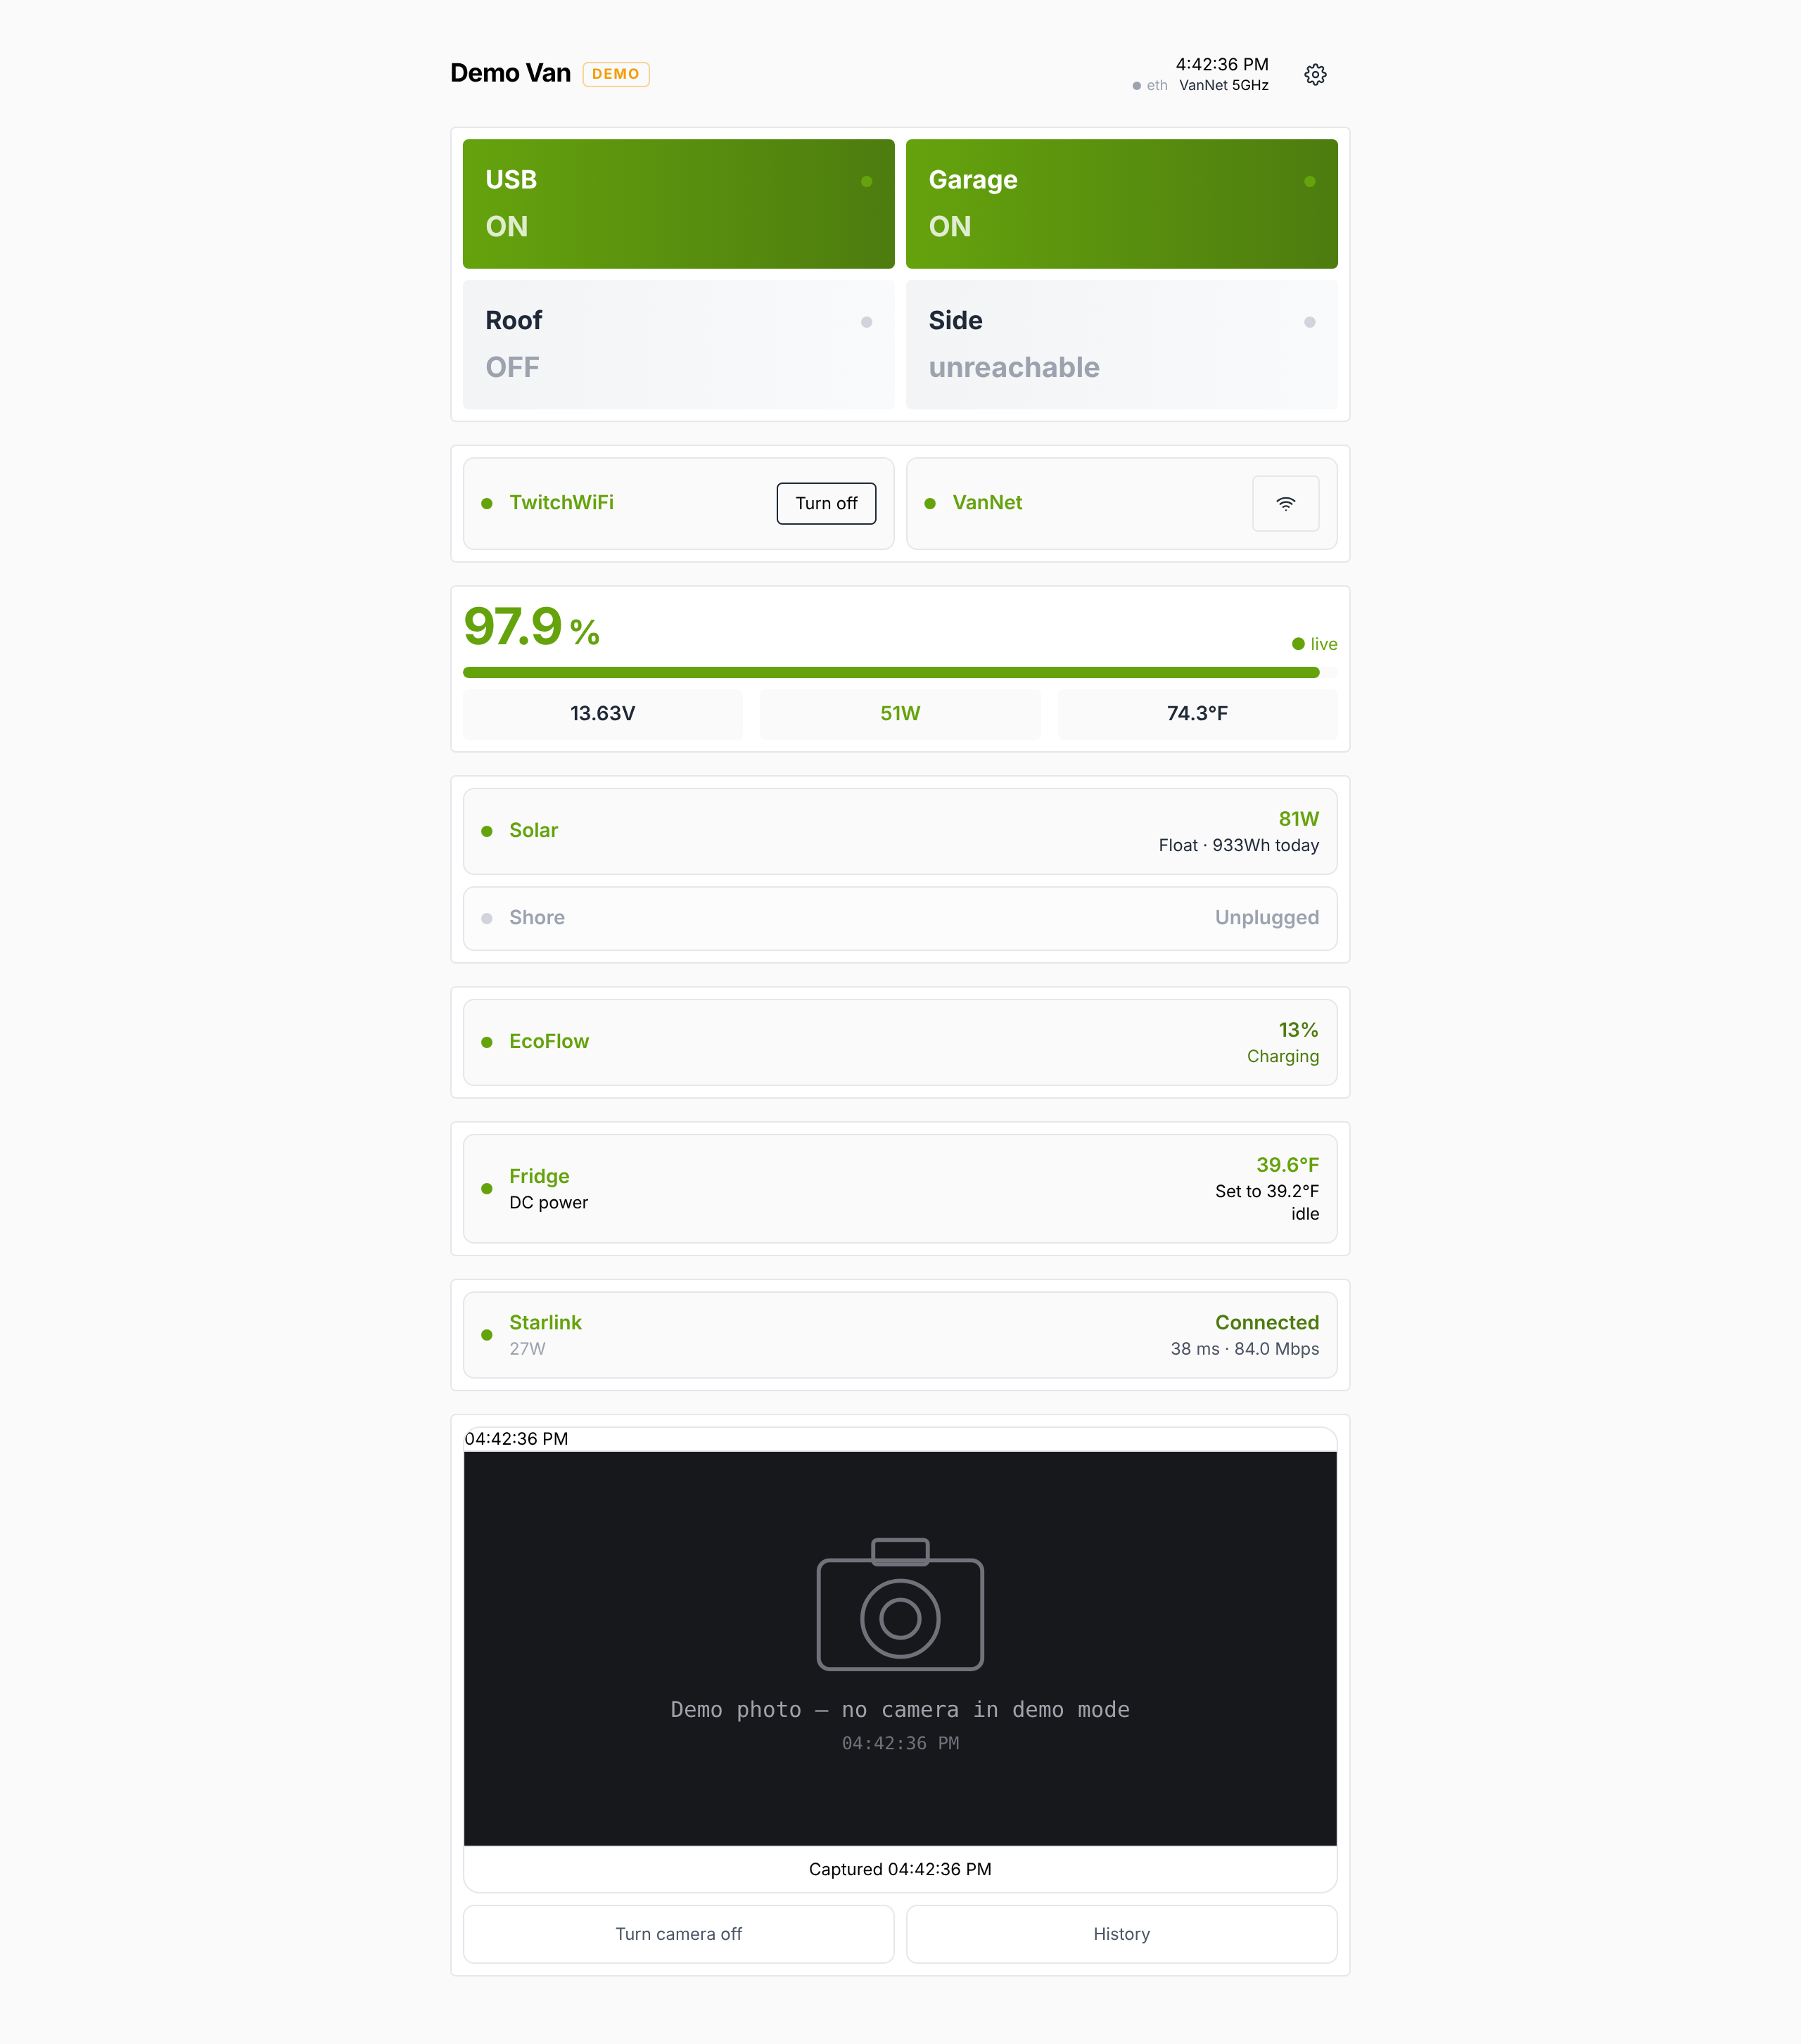 Demo Van DEMO
4:42:36 PM
eth VanNet 5GHz
USB
ON
Garage
ON
Roof
OFF
Side
unreachable
TwitchWiFi
Turn off
VanNet
97.9 %
live
13.63V
51W
74.3°F
Solar
81W
Float · 933Wh today
Shore
Unplugged
EcoFlow
13%
Charging
Fridge
DC power
39.6°F
Set to 39.2°F
idle
Starlink
27W
Connected
38 ms · 84.0 Mbps
04:42:36 PM
Demo photo — no camera in demo mode
04:42:36 PM
Captured 04:42:36 PM
Turn camera off
History